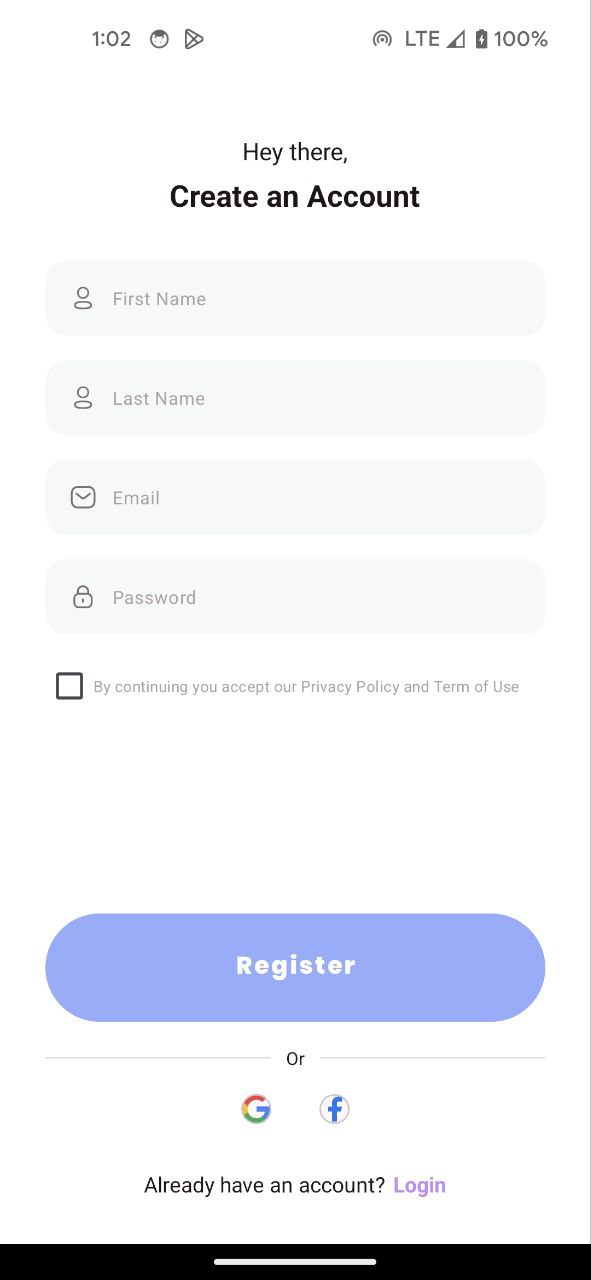 1:02 LTE 100%
Hey there,
Create an Account
First Name
Last Name
Email
Password
By continuing you accept our Privacy Policy and Term of Use
Register
Or
Already have an account? Login